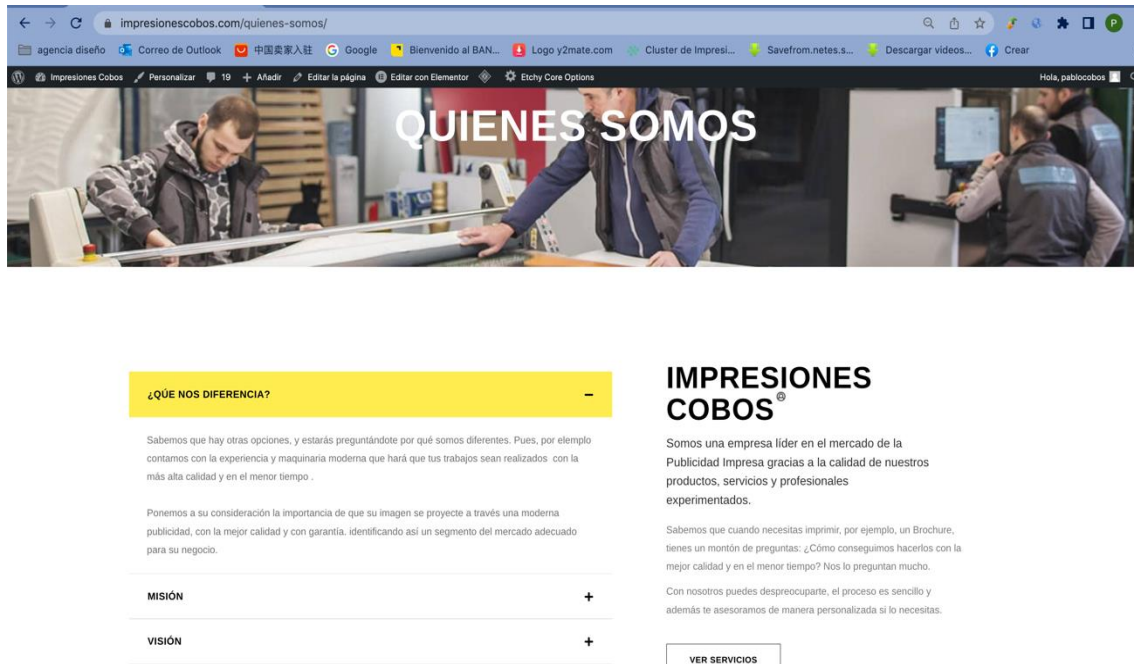 impresionescobos.com/quienes-somos/
agencia diseño Correo de Outlook 中国卖家入驻 Google Bienvenido al BAN... Logo y2mate.com Cluster de Impresi... Savefrom.netes.s... Descargar videos... Crear
Impresiones Cobos Personalizar 19 Añadir Editar la página Editar con Elementor Etchy Core Options Hola, pablocobos
QUIENES SOMOS
¿QÚE NOS DIFERENCIA?
Sabemos que hay otras opciones, y estarás preguntándote por qué somos diferentes. Pues, por elemplo
contamos con la experiencia y maquinaria moderna que hará que tus trabajos sean realizados con la
más alta calidad y en el menor tiempo .
Ponemos a su consideración la importancia de que su imagen se proyecte a través una moderna
publicidad, con la mejor calidad y con garantía. identificando así un segmento del mercado adecuado
para su negocio.
MISIÓN
VISIÓN
IMPRESIONES
COBOS®
Somos una empresa líder en el mercado de la
Publicidad Impresa gracias a la calidad de nuestros
productos, servicios y profesionales
experimentados.
Sabemos que cuando necesitas imprimir, por ejemplo, un Brochure,
tienes un montón de preguntas: ¿Cómo conseguimos hacerlos con la
mejor calidad y en el menor tiempo? Nos lo preguntan mucho.
Con nosotros puedes despreocuparte, el proceso es sencillo y
además te asesoramos de manera personalizada si lo necesitas.
VER SERVICIOS